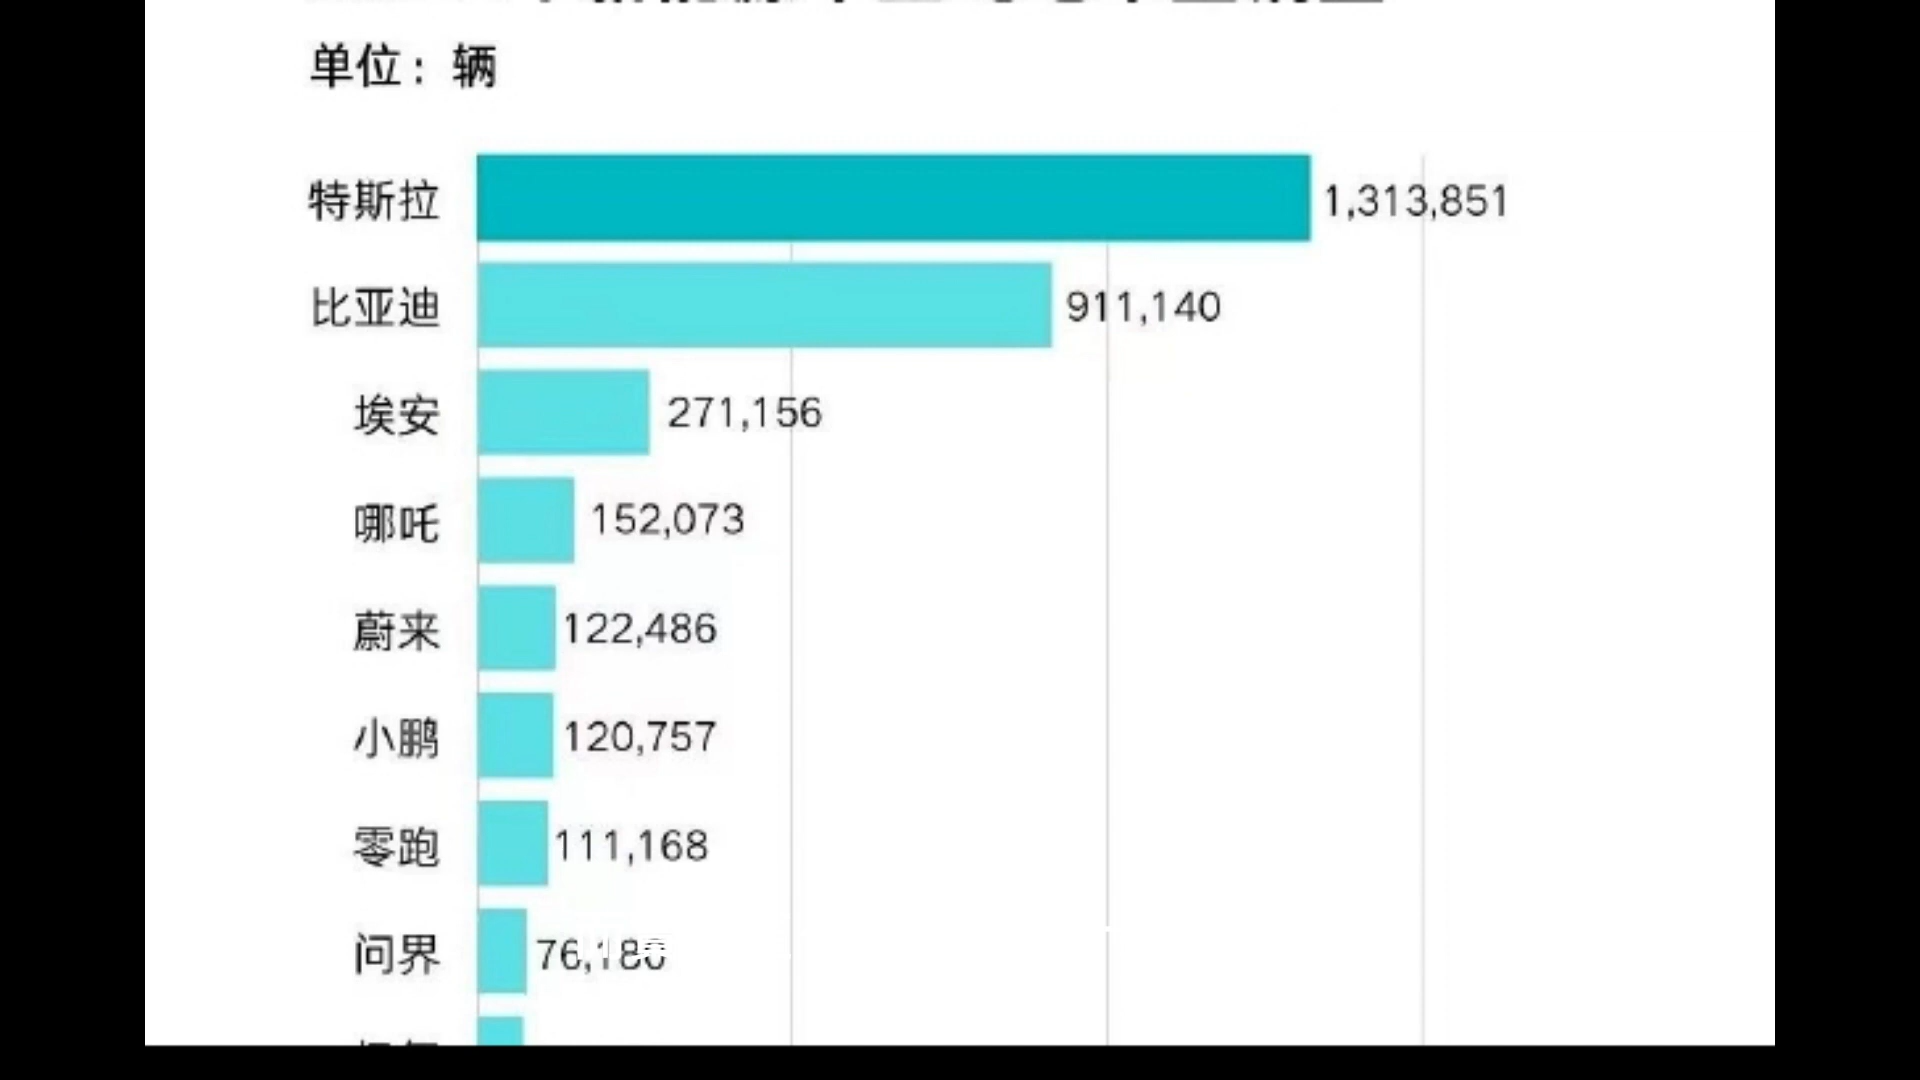 单位：辆
特斯拉 1,313,851
比亚迪 911,140
埃安 271,156
哪吒 152,073
蔚来 122,486
小鹏 120,757
零跑 111,168
问界